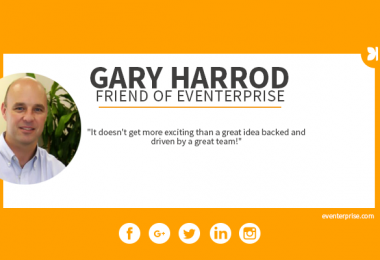 GARY HARROD
FRIEND OF EVENTERPRISE
"It doesn't get more exciting than a great idea backed and
driven by a great team!"
eventerprise.com
f G+ in